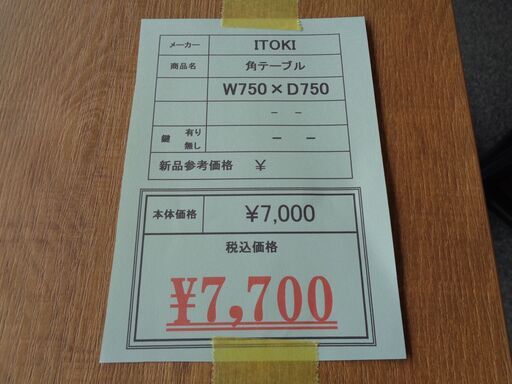 メーカー ITOKI
商品名 角テーブル
W750×D750
－ －
鍵 有り 無し － －
新品参考価格 ¥
本体価格 ¥7,000
税込価格
¥7,700